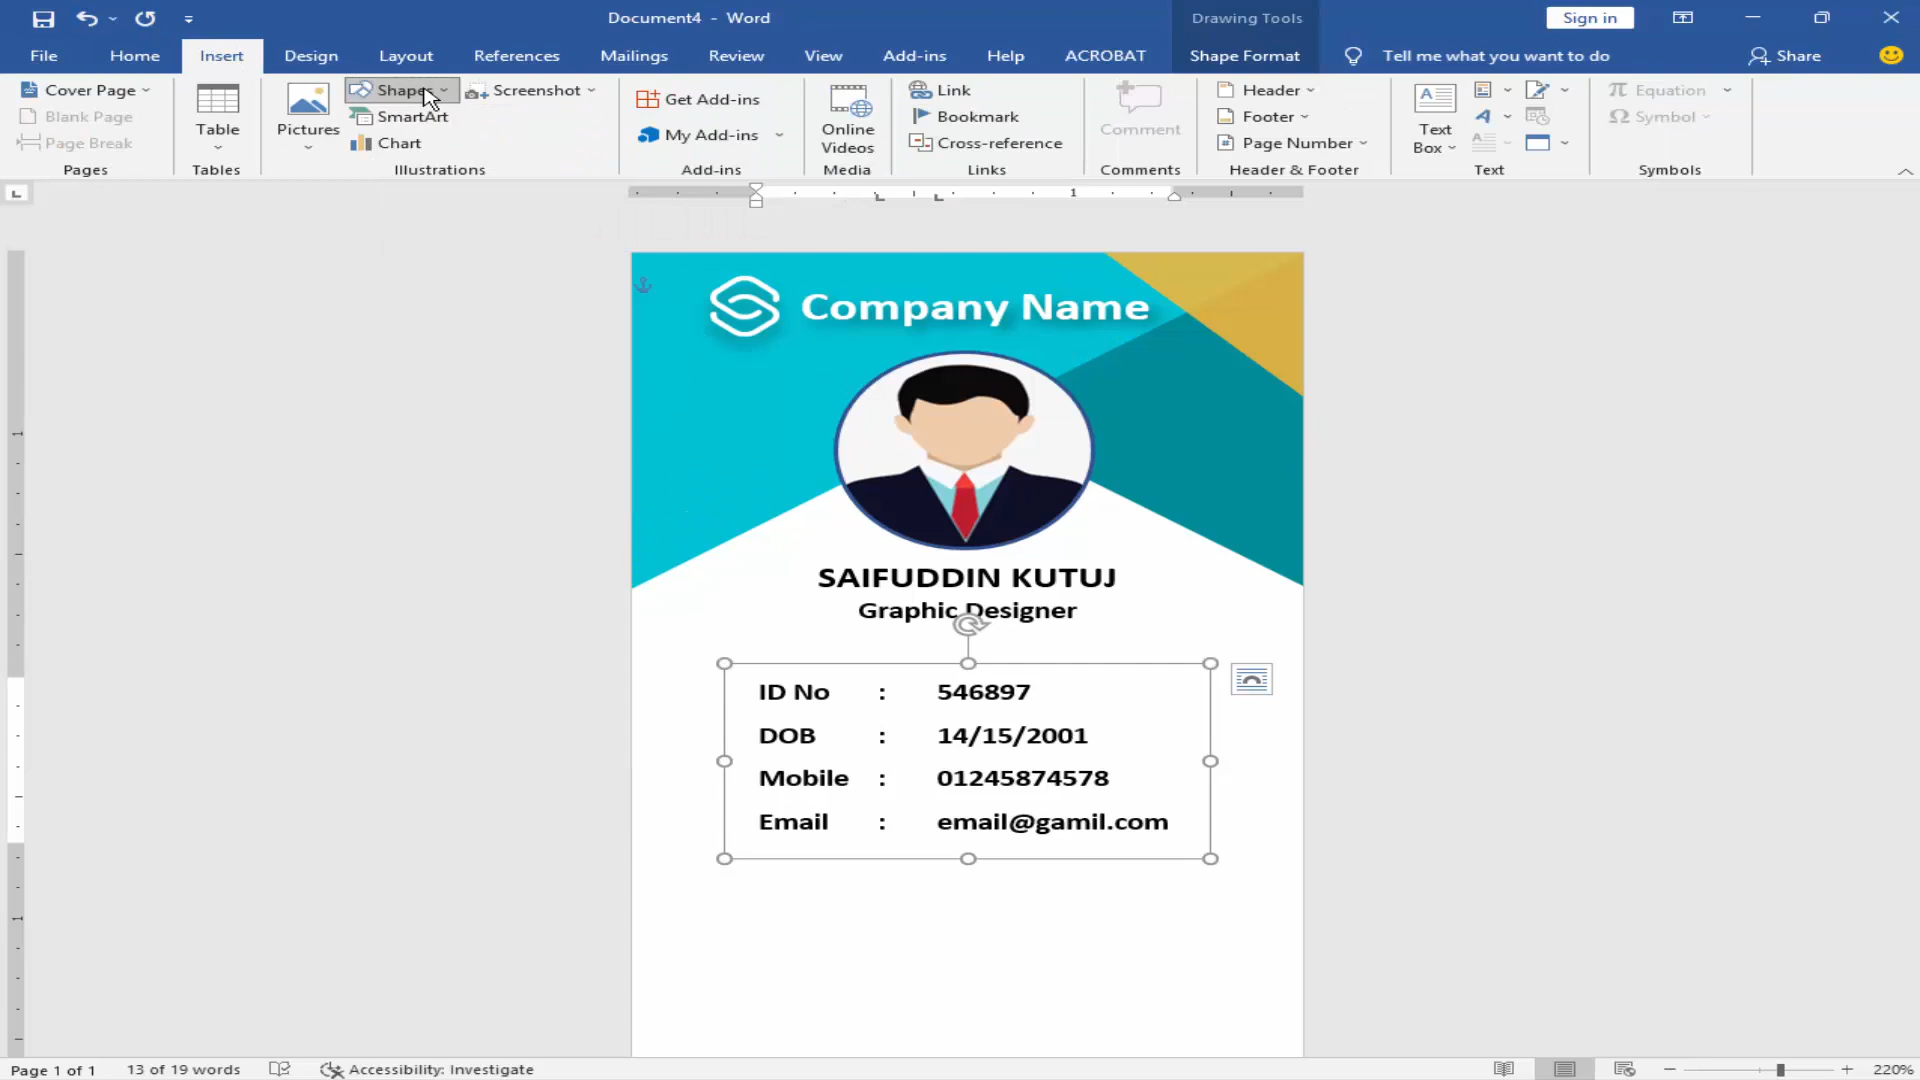 Document4 - Word
Drawing Tools
Sign in
File Home Insert Design Layout References Mailings Review View Add-ins Help ACROBAT Shape Format Tell me what you want to do Share
Cover Page
Blank Page
Page Break
Pages
Table
Tables
Pictures
Shapes
SmartArt
Chart
Screenshot
Illustrations
Get Add-ins
My Add-ins
Add-ins
Online
Videos
Media
Link
Bookmark
Cross-reference
Links
Comment
Comments
Header
Footer
Page Number
Header & Footer
Text
Box
Text
Equation
Symbol
Symbols
1
Company Name
SAIFUDDIN KUTUJ
Graphic Designer
ID No : 546897
DOB : 14/15/2001
Mobile : 01245874578
Email : email@gamil.com
1
1
Page 1 of 1 13 of 19 words Accessibility: Investigate 220%